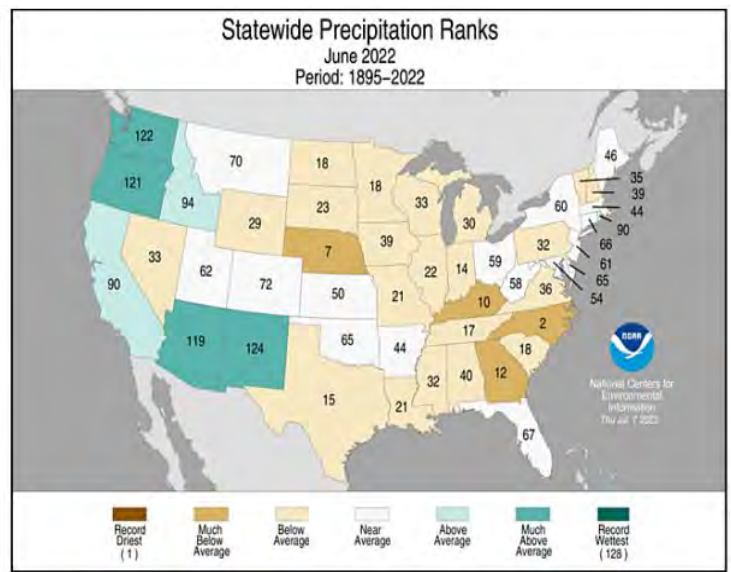 Statewide Precipitation Ranks
June 2022
Period: 1895–2022
122
70
18
18
46
121
94
23
33
35
39
29
30
60
44
7
39
90
33
62
22
14
59
32
66
90
72
50
21
58
36
61
65
10
54
119
124
65
44
17
2
18
15
32
40
12
21
67
NOAA
National Centers for
Environmental
Information
Record
Driest
(1)
Much
Below
Average
Below
Average
Near
Average
Above
Average
Much
Above
Average
Record
Wettest
(128)